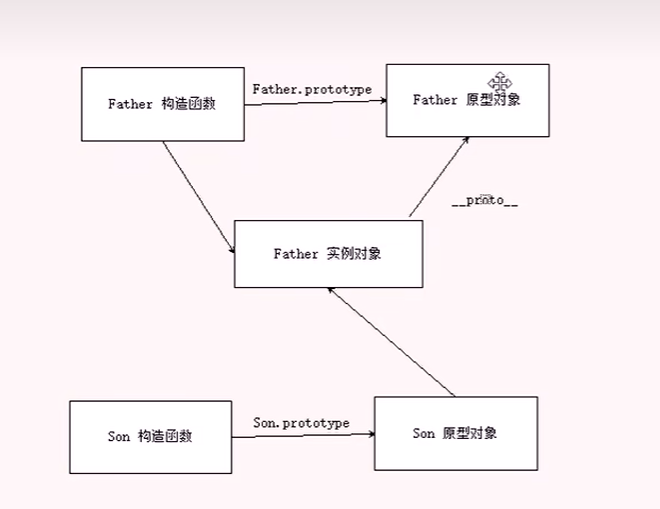 Father.prototype
Father 构造函数
Father 原型对象
__proto__
Father 实例对象
Son.prototype
Son 构造函数
Son 原型对象